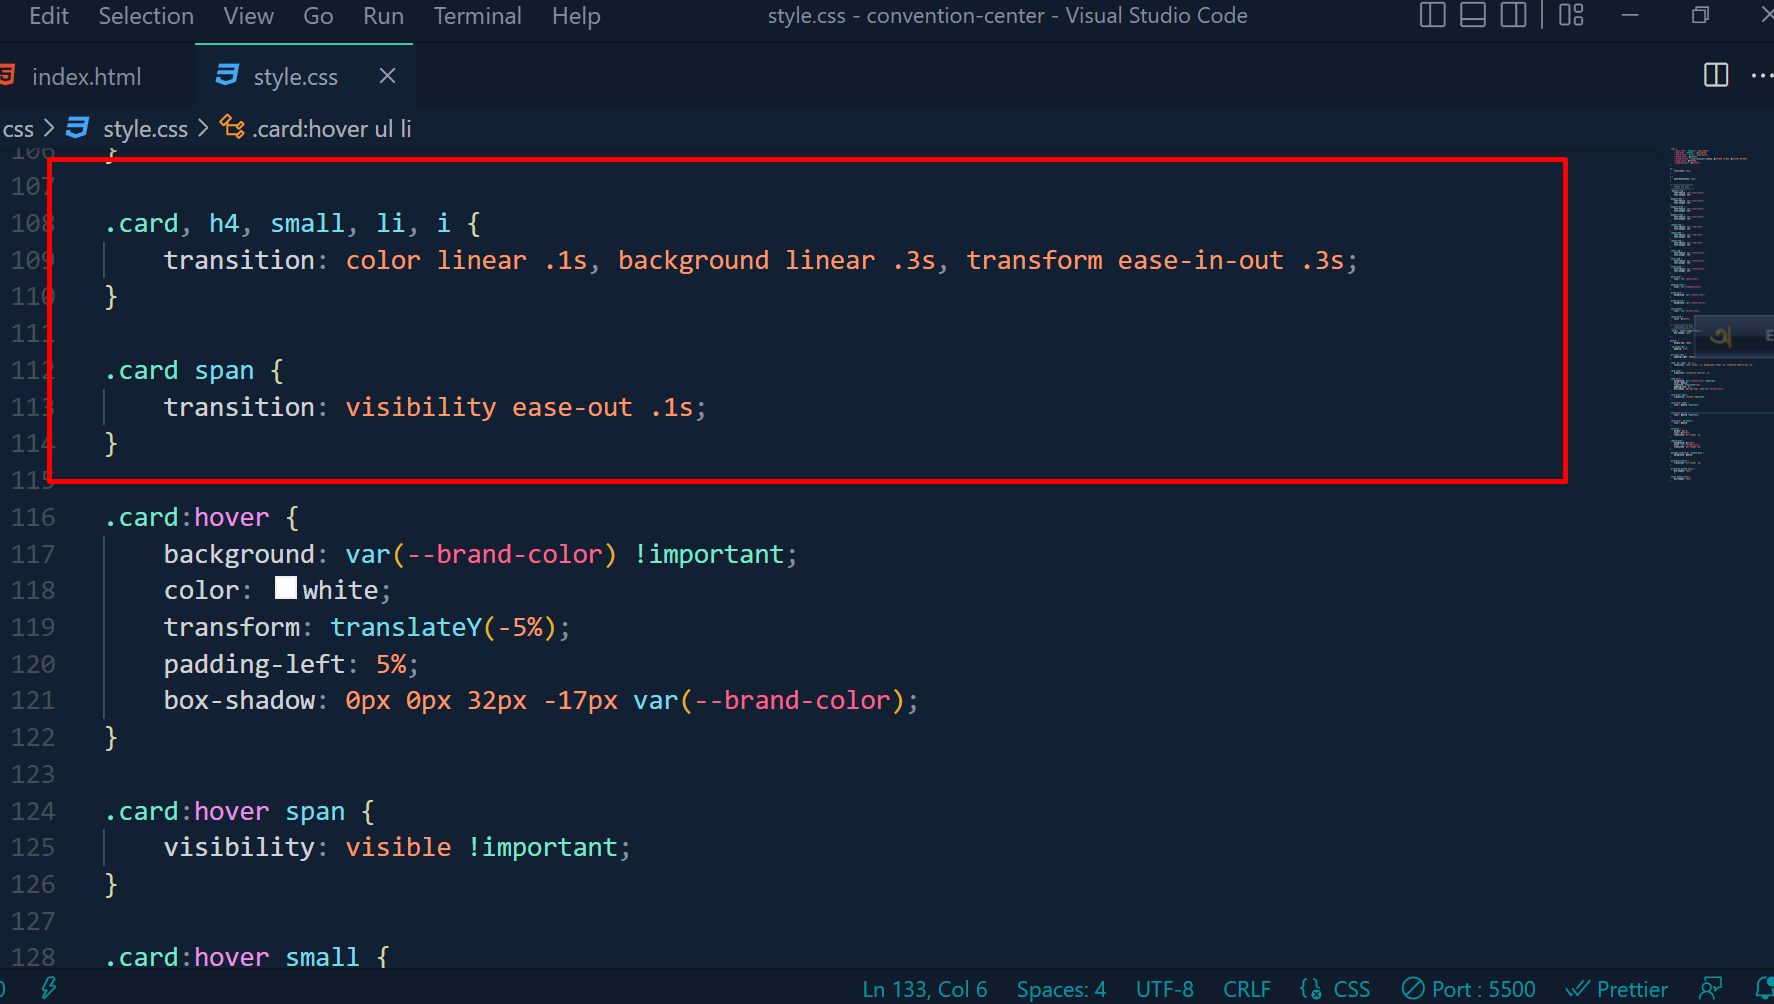 Edit Selection View Go Run Terminal Help style.css - convention-center - Visual Studio Code
index.html style.css
css > style.css > .card:hover ul li
106 }
107
108 .card, h4, small, li, i {
109 transition: color linear .1s, background linear .3s, transform ease-in-out .3s;
110 }
111
112 .card span {
113 transition: visibility ease-out .1s;
114 }
115
116 .card:hover {
117 background: var(--brand-color) !important;
118 color: white;
119 transform: translateY(-5%);
120 padding-left: 5%;
121 box-shadow: 0px 0px 32px -17px var(--brand-color);
122 }
123
124 .card:hover span {
125 visibility: visible !important;
126 }
127
128 .card:hover small {
Ln 133, Col 6 Spaces: 4 UTF-8 CRLF CSS Port : 5500 Prettier